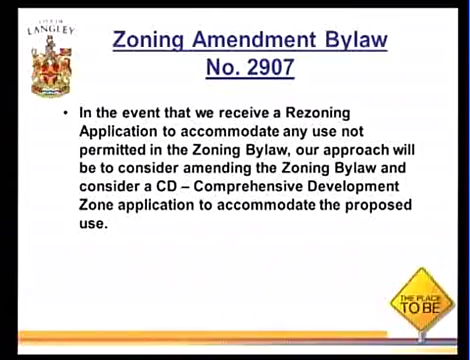 CITY OF
LANGLEY
Zoning Amendment Bylaw
No. 2907
• In the event that we receive a Rezoning
Application to accommodate any use not
permitted in the Zoning Bylaw, our approach will
be to consider amending the Zoning Bylaw and
consider a CD – Comprehensive Development
Zone application to accommodate the proposed
use.
THE PLACE
TO BE